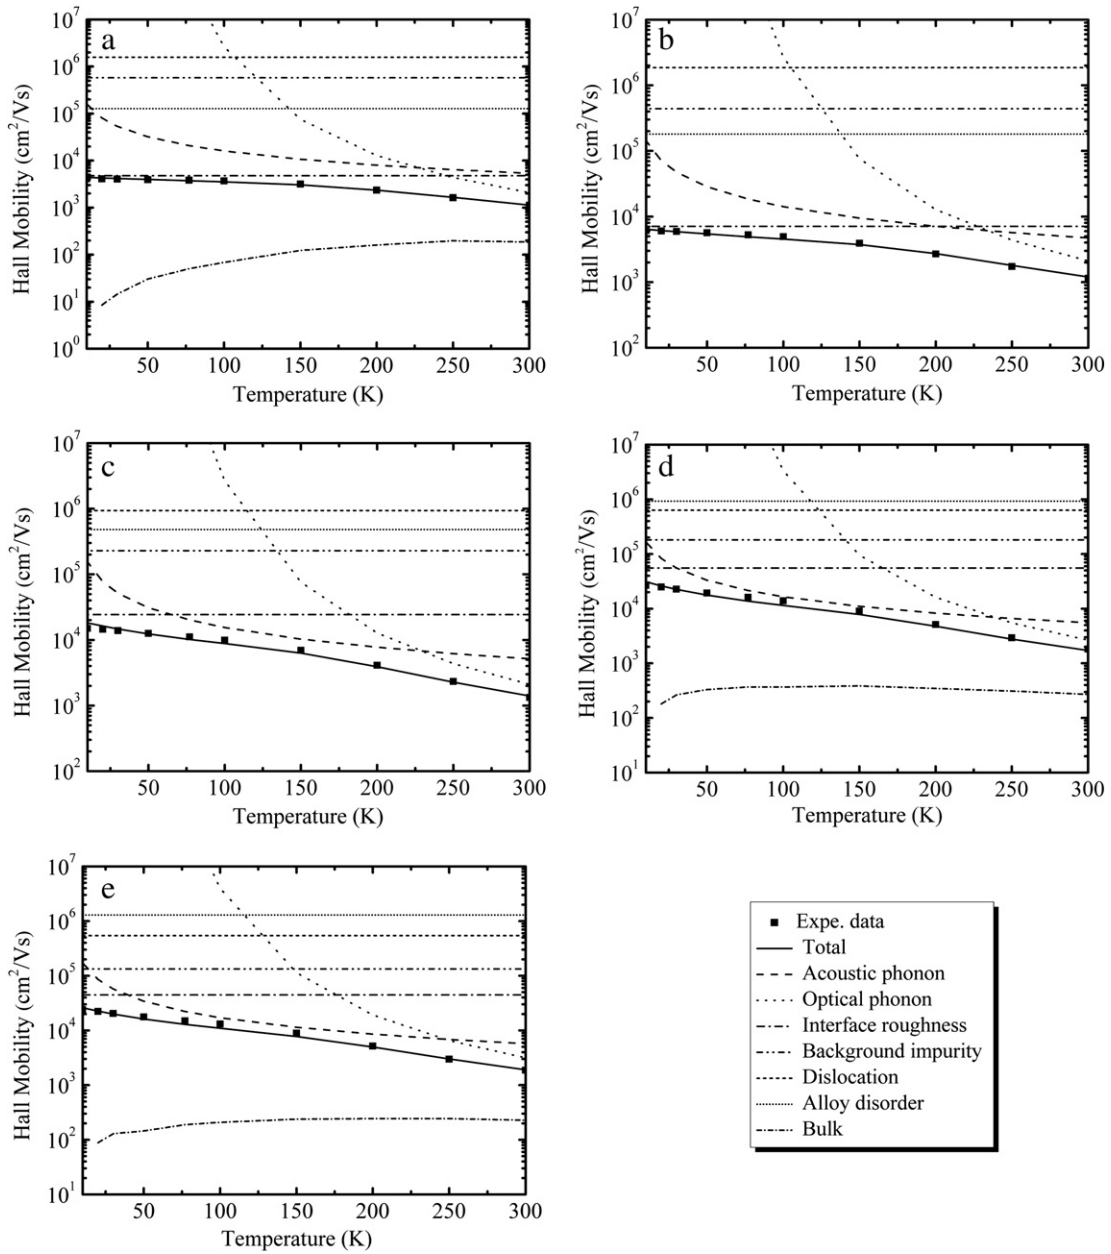 a
Hall Mobility (cm²/Vs)
10⁷
10⁶
10⁵
10⁴
10³
10²
10¹
10⁰
50 100 150 200 250 300
Temperature (K)
b
Hall Mobility (cm²/Vs)
10⁷
10⁶
10⁵
10⁴
10³
10²
50 100 150 200 250 300
Temperature (K)
c
Hall Mobility (cm²/Vs)
10⁷
10⁶
10⁵
10⁴
10³
10²
50 100 150 200 250 300
Temperature (K)
d
Hall Mobility (cm²/Vs)
10⁷
10⁶
10⁵
10⁴
10³
10²
10¹
50 100 150 200 250 300
Temperature (K)
e
Hall Mobility (cm²/Vs)
10⁷
10⁶
10⁵
10⁴
10³
10²
10¹
50 100 150 200 250 300
Temperature (K)
Expe. data
Total
Acoustic phonon
Optical phonon
Interface roughness
Background impurity
Dislocation
Alloy disorder
Bulk